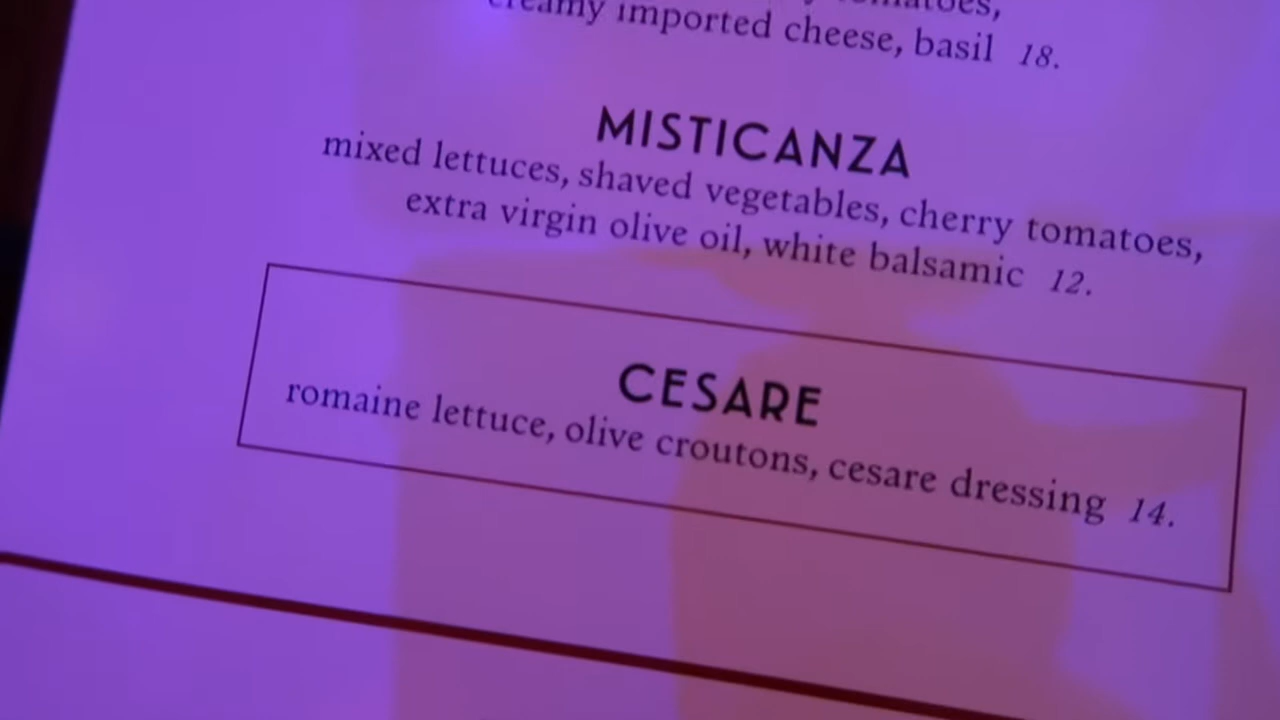 tomatoes,
creamy imported cheese, basil 18.
MISTICANZA
mixed lettuces, shaved vegetables, cherry tomatoes,
extra virgin olive oil, white balsamic 12.
CESARE
romaine lettuce, olive croutons, cesare dressing 14.